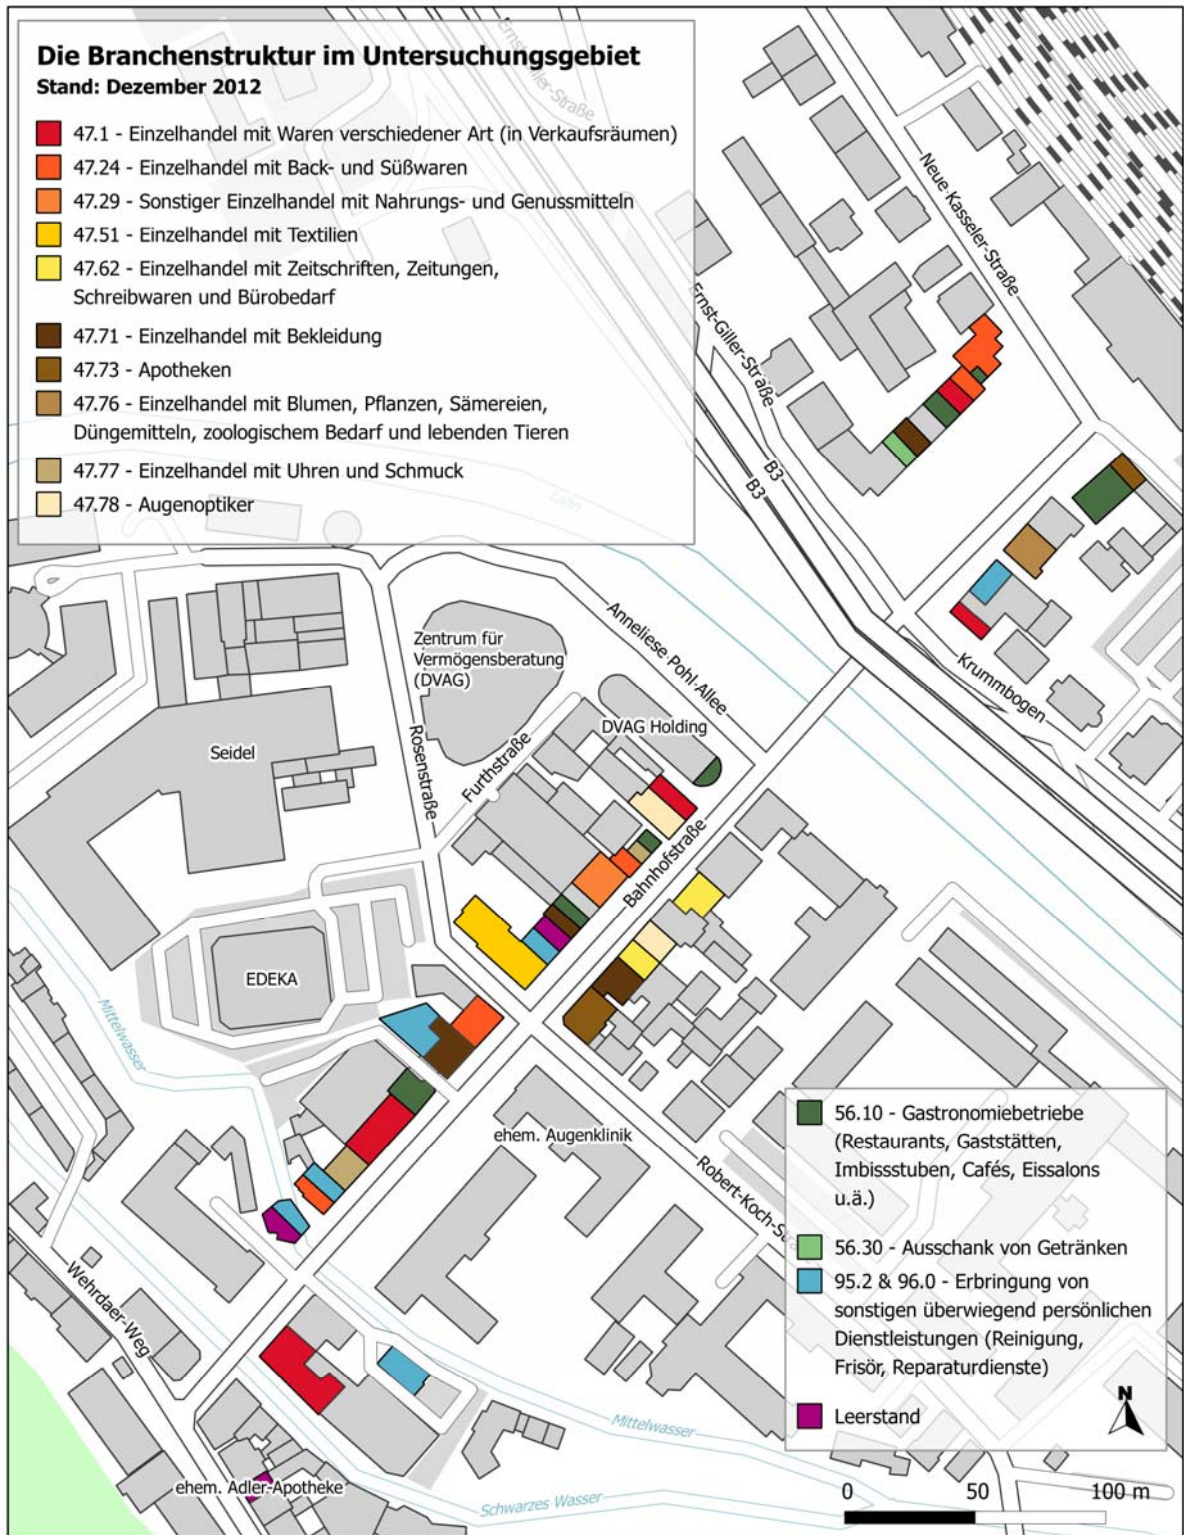 Die Branchenstruktur im Untersuchungsgebiet
Stand: Dezember 2012
47.1 - Einzelhandel mit Waren verschiedener Art (in Verkaufsräumen)
47.24 - Einzelhandel mit Back- und Süßwaren
47.29 - Sonstiger Einzelhandel mit Nahrungs- und Genussmitteln
47.51 - Einzelhandel mit Textilien
47.62 - Einzelhandel mit Zeitschriften, Zeitungen,
Schreibwaren und Bürobedarf
47.71 - Einzelhandel mit Bekleidung
47.73 - Apotheken
47.76 - Einzelhandel mit Blumen, Pflanzen, Sämereien,
Düngemitteln, zoologischem Bedarf und lebenden Tieren
47.77 - Einzelhandel mit Uhren und Schmuck
47.78 - Augenoptiker
Ernst-Giller-Straße
Neue-Kasseler-Straße
Ernst-Giller-Straße
B3
B3
Lahn
Anneliese-Pohl-Allee
Zentrum für
Vermögensberatung
(DVAG)
Krummbogen
DVAG Holding
Seidel
Rosenstraße
Furthstraße
Bahnhofstraße
EDEKA
Mittelwasser
ehem. Augenklinik
Robert-Koch-Str
Wehrdaer-Weg
56.10 - Gastronomiebetriebe
(Restaurants, Gaststätten,
Imbissstuben, Cafés, Eissalons
u.ä.)
56.30 - Ausschank von Getränken
95.2 & 96.0 - Erbringung von
sonstigen überwiegend persönlichen
Dienstleistungen (Reinigung,
Frisör, Reparaturdienste)
Leerstand
N
Mittelwasser
ehem. Adler-Apotheke
Schwarzes Wasser
0 50 100 m